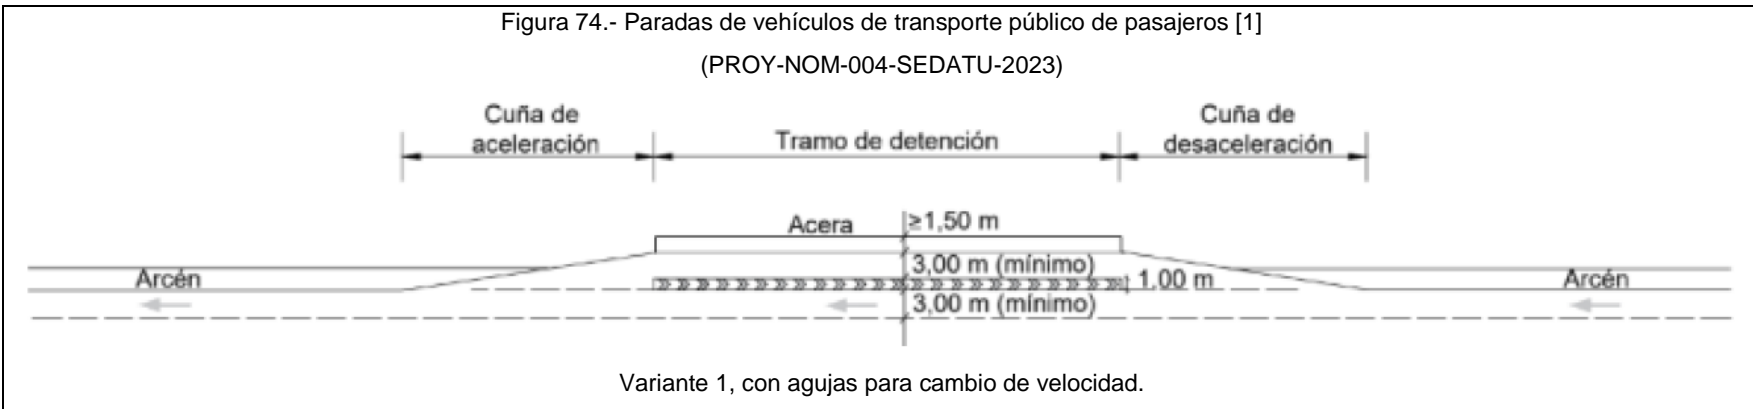 Figura 74.- Paradas de vehículos de transporte público de pasajeros [1]
(PROY-NOM-004-SEDATU-2023)
Cuña de
aceleración
Tramo de detención
Cuña de
desaceleración
Acera
≥1,50 m
3,00 m (mínimo)
Arcén
1,00 m
Arcén
3,00 m (mínimo)
Variante 1, con agujas para cambio de velocidad.